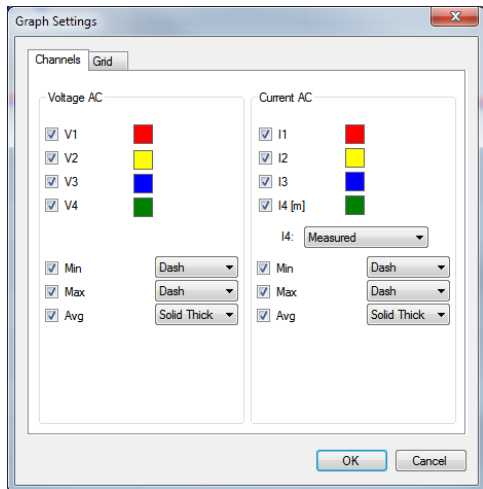 Graph Settings
Channels Grid
Voltage AC
V1
V2
V3
V4
Min Dash
Max Dash
Avg Solid Thick
Current AC
I1
I2
I3
I4 [m]
I4: Measured
Min Dash
Max Dash
Avg Solid Thick
OK Cancel